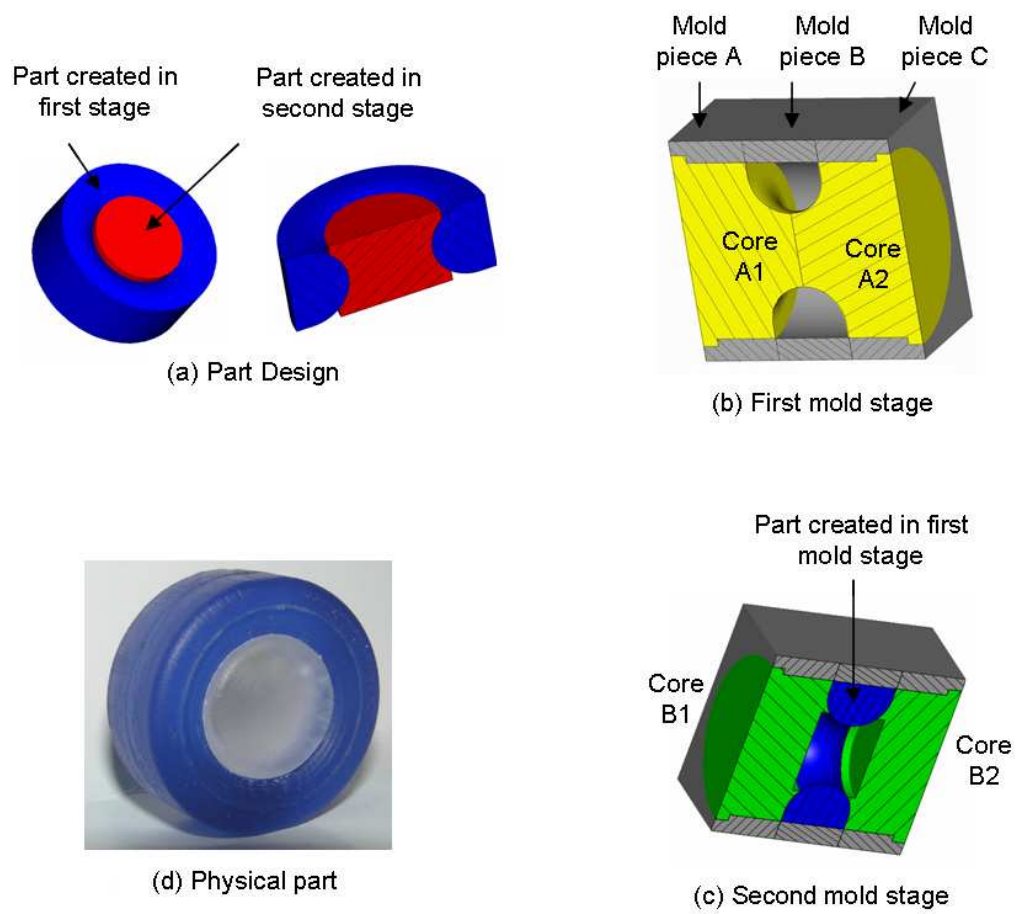 Part created in
first stage
Part created in
second stage
(a) Part Design
Mold
piece A
Mold
piece B
Mold
piece C
Core
A1
Core
A2
(b) First mold stage
(d) Physical part
Part created in first
mold stage
Core
B1
Core
B2
(c) Second mold stage